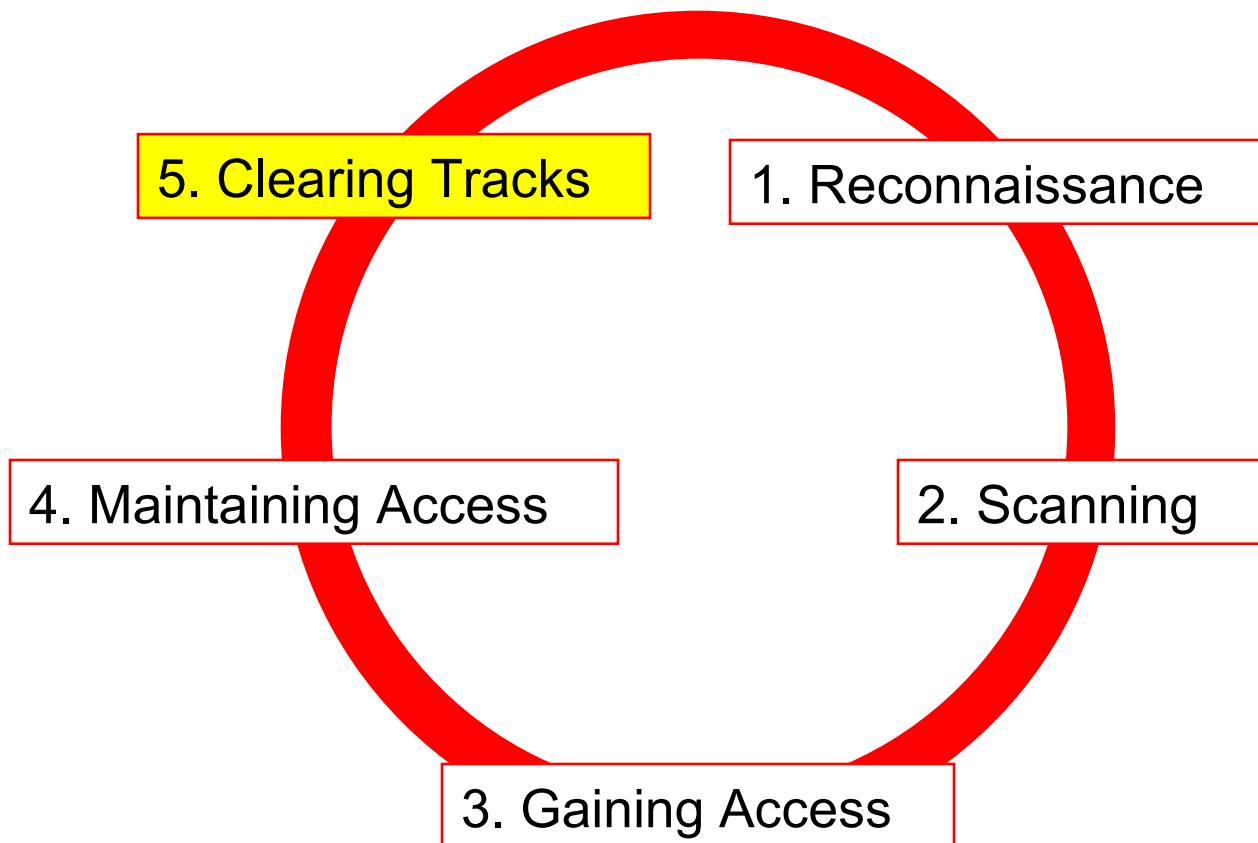 1. Reconnaissance
2. Scanning
3. Gaining Access
4. Maintaining Access
5. Clearing Tracks